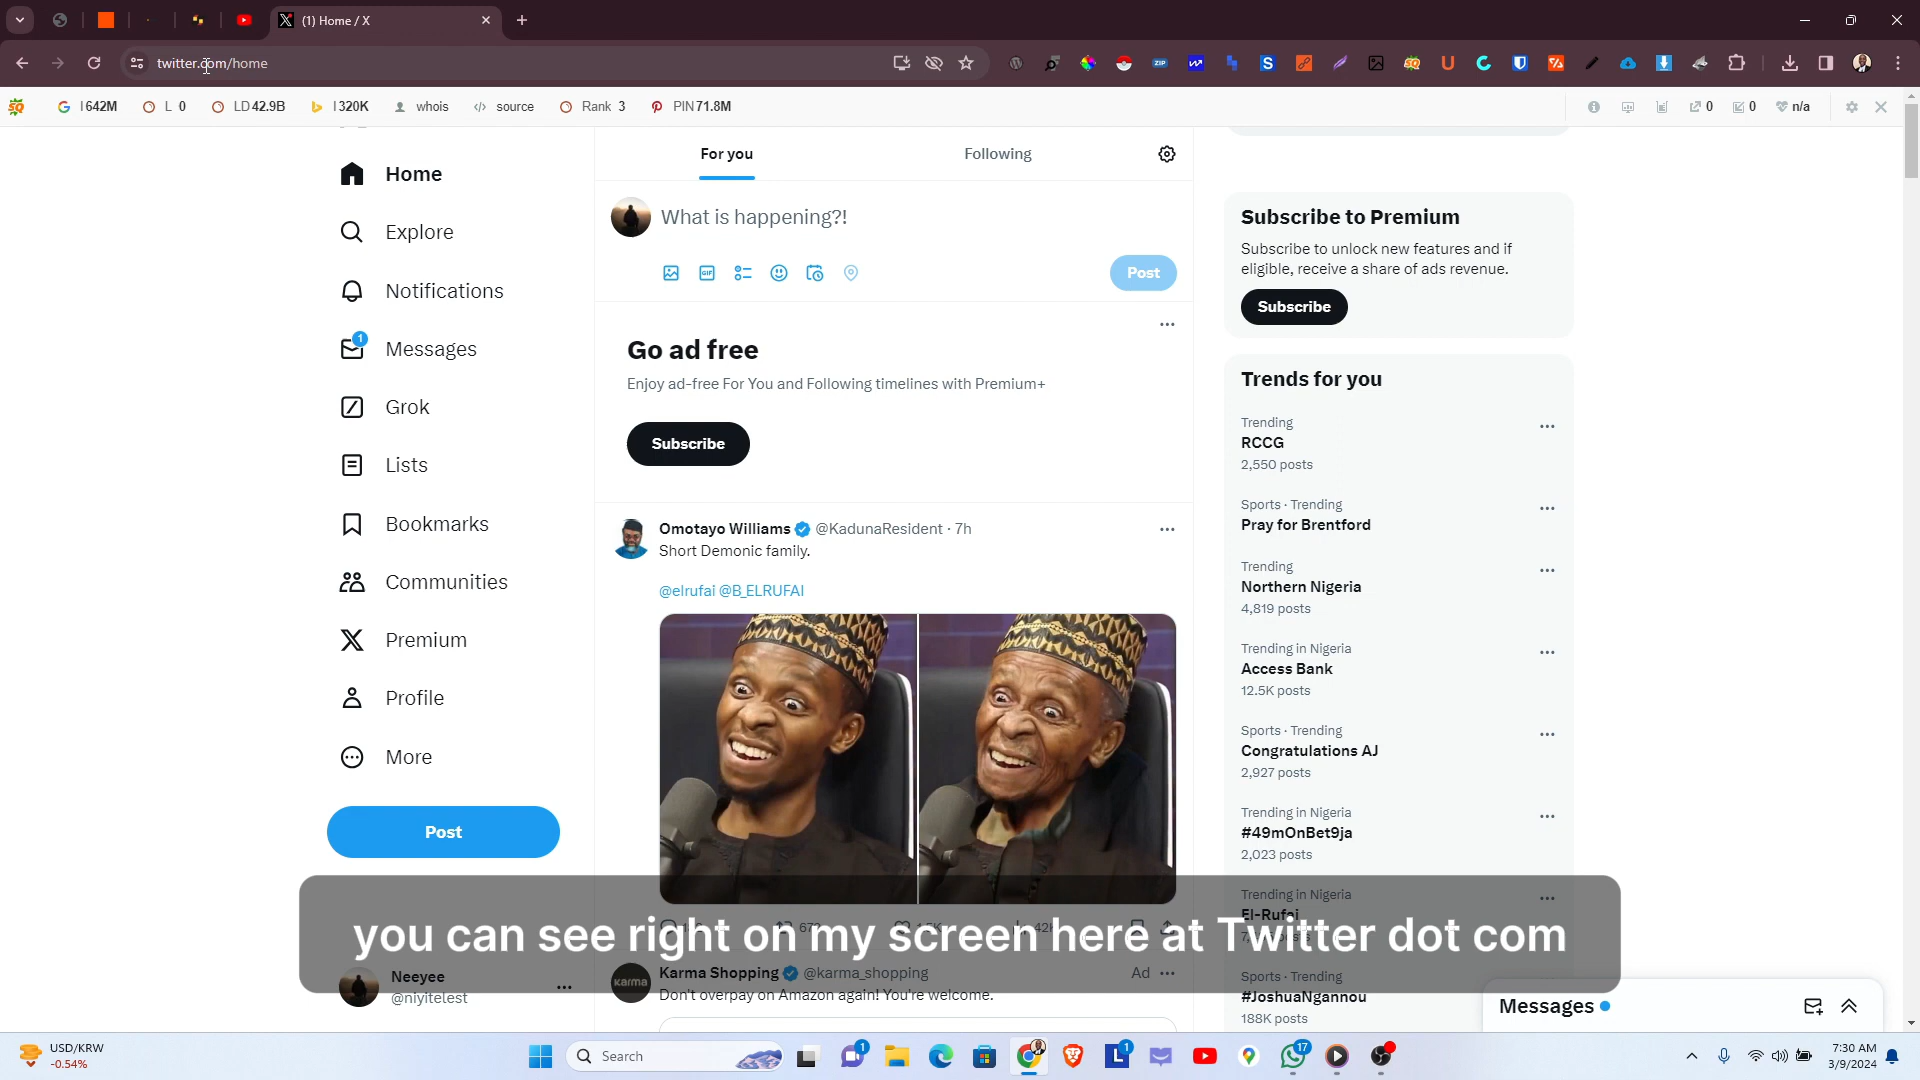 (1) Home / X
twitter.com/home
I 642M
L 0
LD 42.9B
I 320K
whois
source
Rank 3
PIN 71.8M
0
0
n/a
Home
Explore
Notifications
1
Messages
Grok
Lists
Bookmarks
Communities
Premium
Profile
More
Post
Neeyee
@niyitelest
For you
Following
What is happening?!
GIF
Post
Go ad free
Enjoy ad-free For You and Following timelines with Premium+
Subscribe
Omotayo Williams @KadunaResident · 7h
Short Demonic family.
@elrufai @B_ELRUFAI
Karma Shopping @karma_shopping
Ad
karma
Don't overpay on Amazon again! You're welcome.
Subscribe to Premium
Subscribe to unlock new features and if
eligible, receive a share of ads revenue.
Subscribe
Trends for you
Trending
RCCG
2,550 posts
Sports · Trending
Pray for Brentford
Trending
Northern Nigeria
4,819 posts
Trending in Nigeria
Access Bank
12.5K posts
Sports · Trending
Congratulations AJ
2,927 posts
Trending in Nigeria
#49mOnBet9ja
2,023 posts
Trending in Nigeria
El-Rufai
Sports · Trending
#JoshuaNgannou
188K posts
Messages
you can see right on my screen here at Twitter dot com
USD/KRW
-0.54%
Search
1
1
17
7:30 AM
3/9/2024